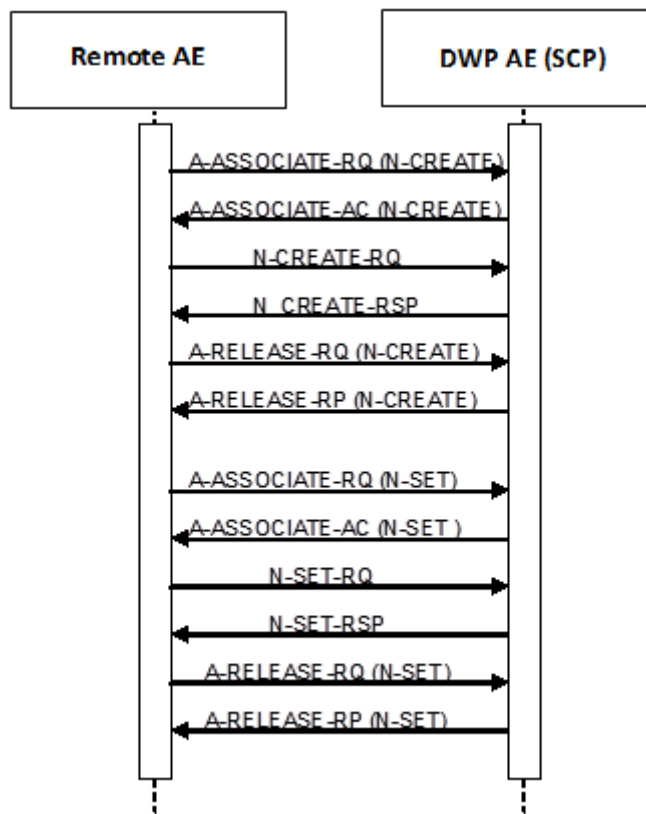 Remote AE
DWP AE (SCP)
A-ASSOCIATE-RQ (N-CREATE)
A-ASSOCIATE-AC (N-CREATE)
N-CREATE-RQ
N_CREATE-RSP
A-RELEASE-RQ (N-CREATE)
A-RELEASE-RP (N-CREATE)
A-ASSOCIATE-RQ (N-SET)
A-ASSOCIATE-AC (N-SET )
N-SET-RQ
N-SET-RSP
A-RELEASE-RQ (N-SET)
A-RELEASE-RP (N-SET)